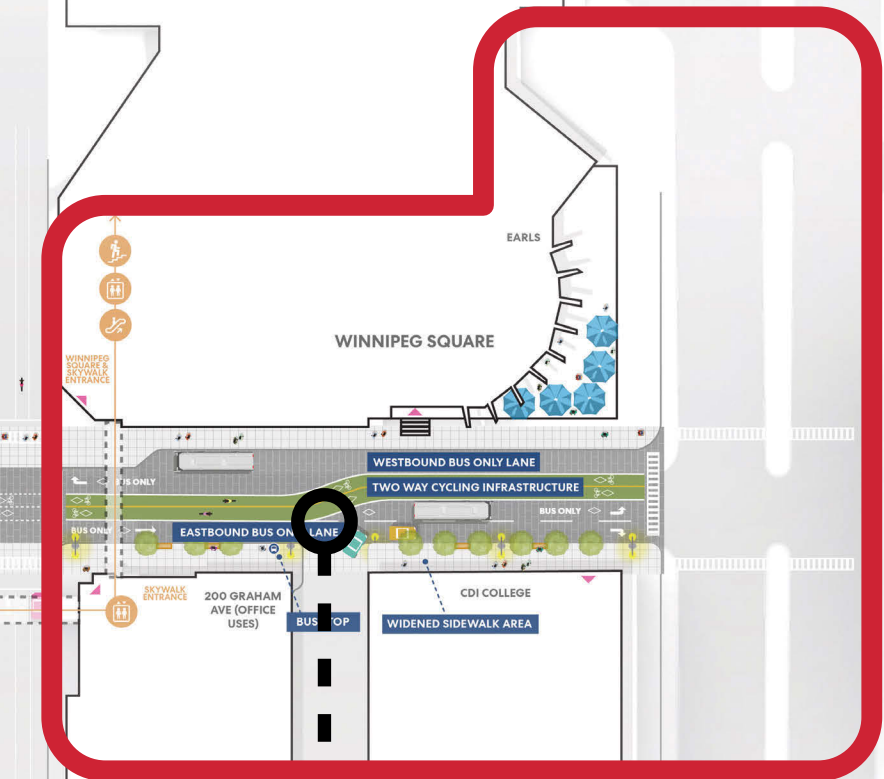 EARLS
WINNIPEG SQUARE
WINNIPEG
SQUARE &
SKYWALK
ENTRANCE
WESTBOUND BUS ONLY LANE
BUS ONLY
TWO WAY CYCLING INFRASTRUCTURE
BUS ONLY
BUS ONLY
EASTBOUND BUS ONLY LANE
SKYWALK
ENTRANCE
200 GRAHAM
AVE (OFFICE
USES)
CDI COLLEGE
BUS STOP
WIDENED SIDEWALK AREA